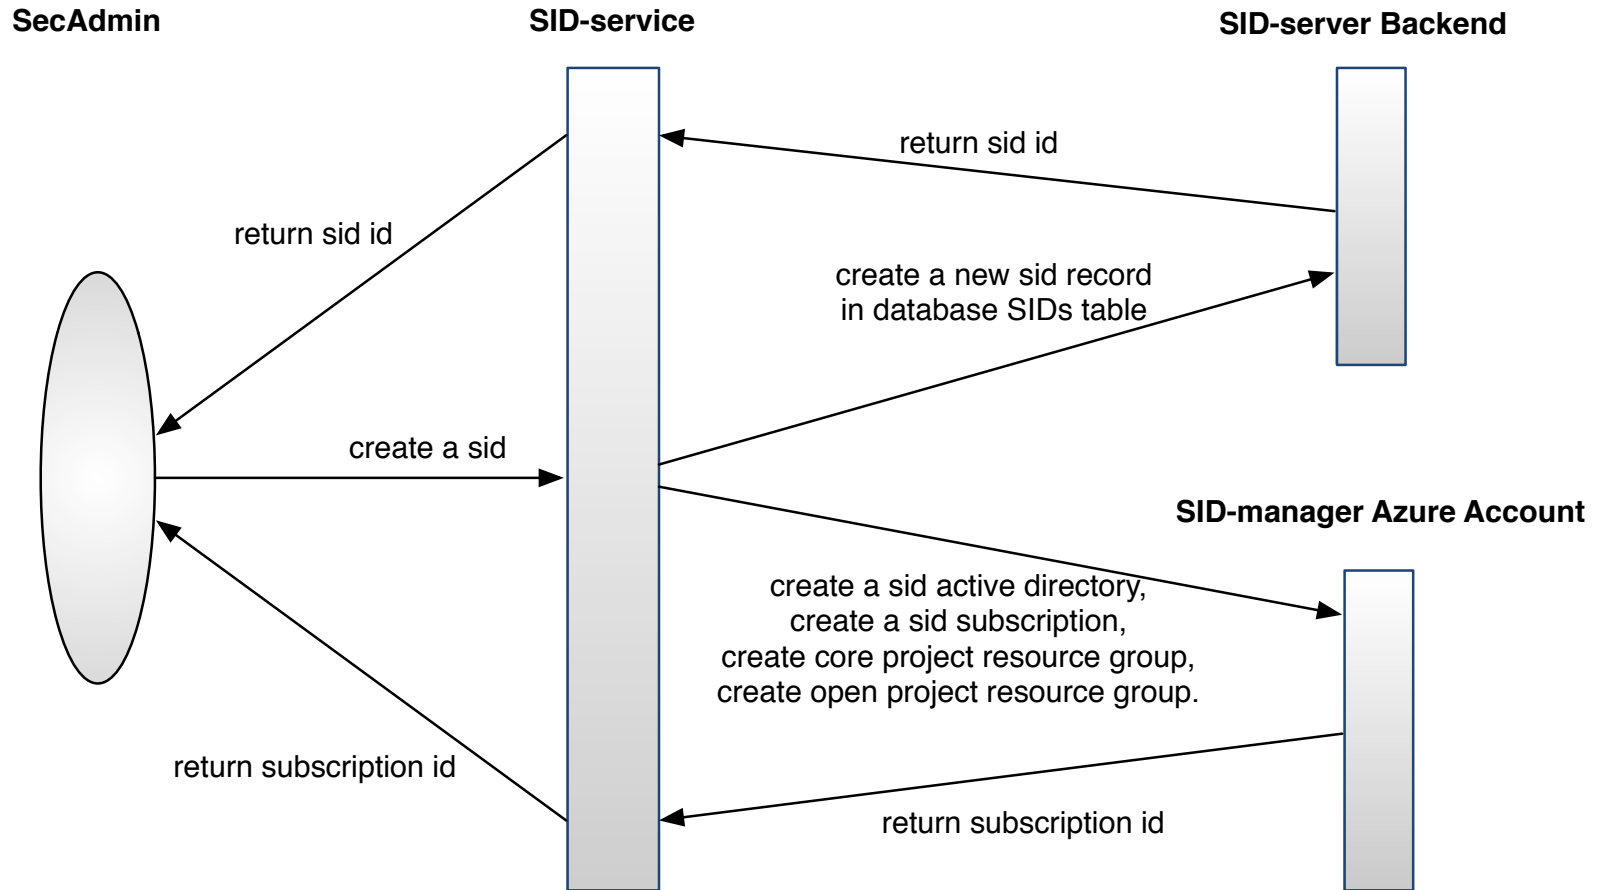 SecAdmin
SID-service
SID-server Backend
return sid id
return sid id
create a new sid record
in database SIDs table
create a sid
SID-manager Azure Account
create a sid active directory,
create a sid subscription,
create core project resource group,
create open project resource group.
return subscription id
return subscription id